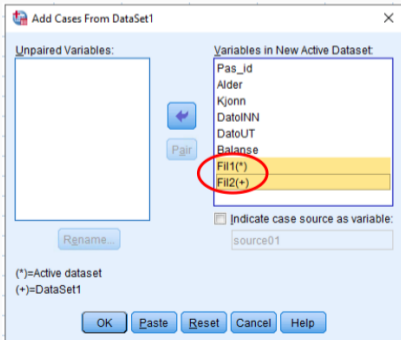 Add Cases From DataSet1
Unpaired Variables:
Variables in New Active Dataset:
Pas_id
Alder
Kjonn
DatoINN
DatoUT
Balanse
Fil1(*)
Fil2(+)
Pair
Indicate case source as variable:
source01
Rename...
(*)=Active dataset
(+)=DataSet1
OK Paste Reset Cancel Help